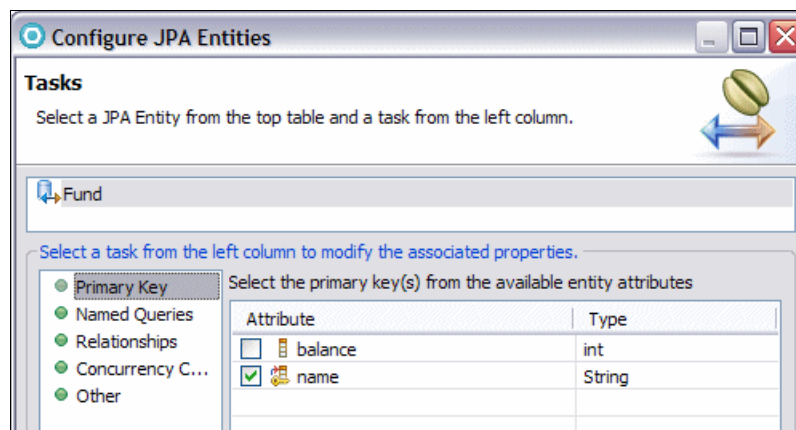 Configure JPA Entities
Tasks
Select a JPA Entity from the top table and a task from the left column.
Fund
Select a task from the left column to modify the associated properties.
Primary Key
Named Queries
Relationships
Concurrency C...
Other
Select the primary key(s) from the available entity attributes
Attribute Type
balance int
name String